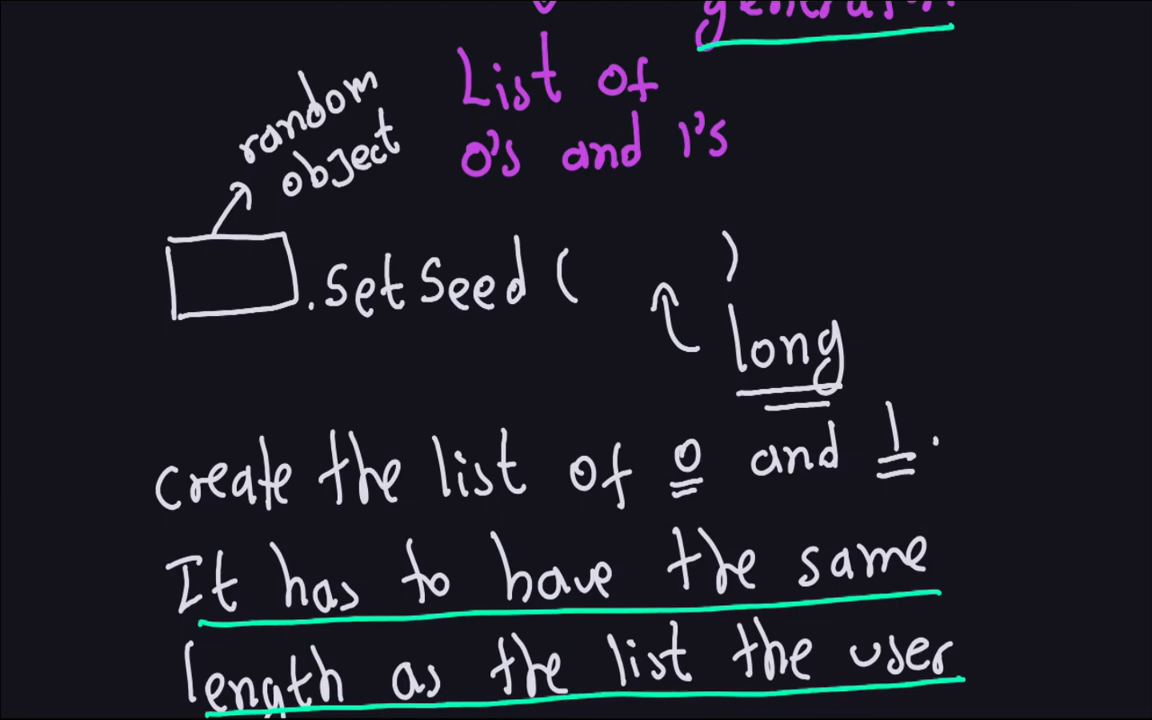 generator.
List of
0's and 1's
random
object
.setSeed ( )
long
create the list of 0 and 1.
It has to have the same
length as the list the user